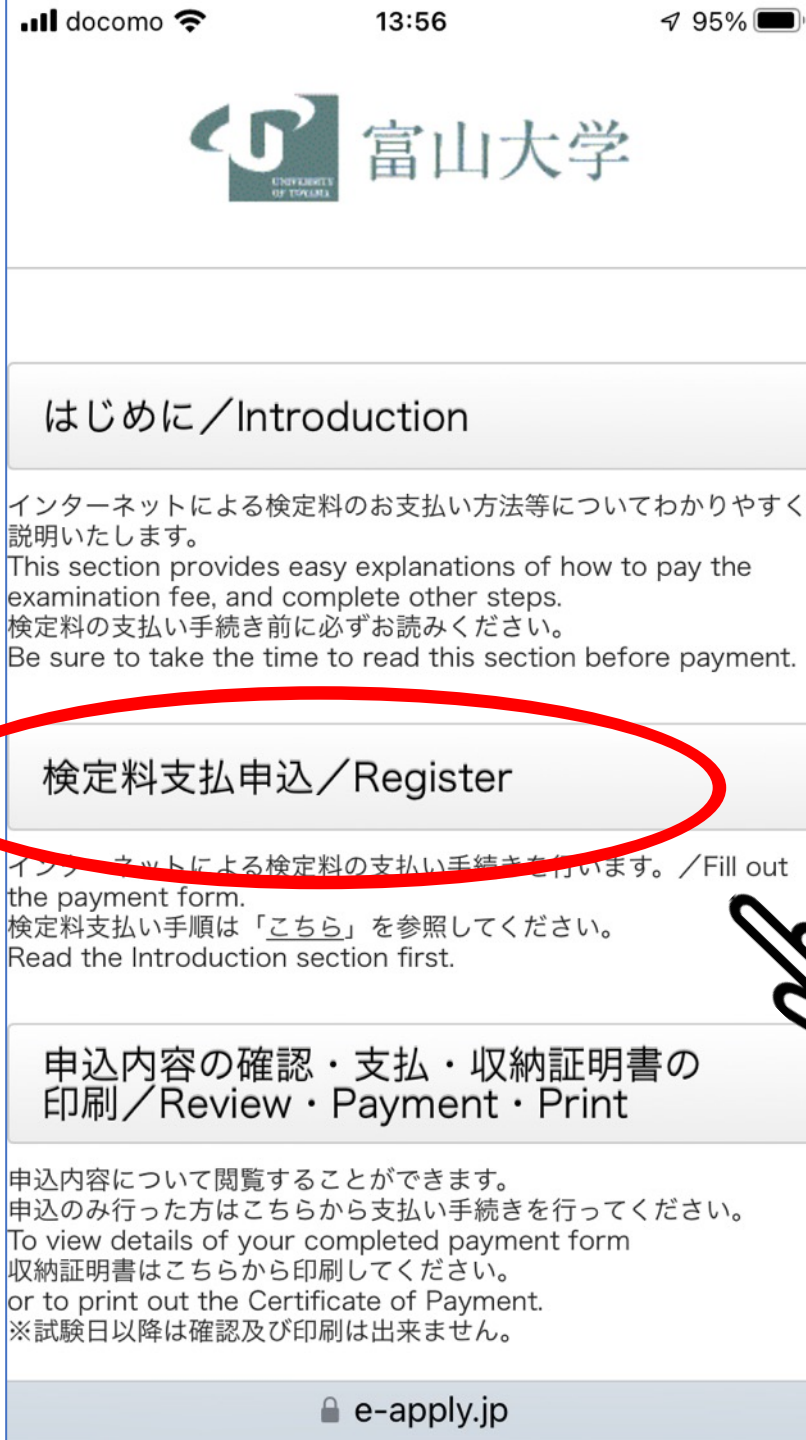 docomo 13:56 95%
UNIVERSITY
OF TOYAMA
富山大学
はじめに／Introduction
インターネットによる検定料のお支払い方法等についてわかりやすく
説明いたします。
This section provides easy explanations of how to pay the
examination fee, and complete other steps.
検定料の支払い手続き前に必ずお読みください。
Be sure to take the time to read this section before payment.
検定料支払申込／Register
インターネットによる検定料の支払い手続きを行います。／Fill out
the payment form.
検定料支払い手順は「こちら」を参照してください。
Read the Introduction section first.
申込内容の確認・支払・収納証明書の
印刷／Review・Payment・Print
申込内容について閲覧することができます。
申込のみ行った方はこちらから支払い手続きを行ってください。
To view details of your completed payment form
収納証明書はこちらから印刷してください。
or to print out the Certificate of Payment.
※試験日以降は確認及び印刷は出来ません。
e-apply.jp